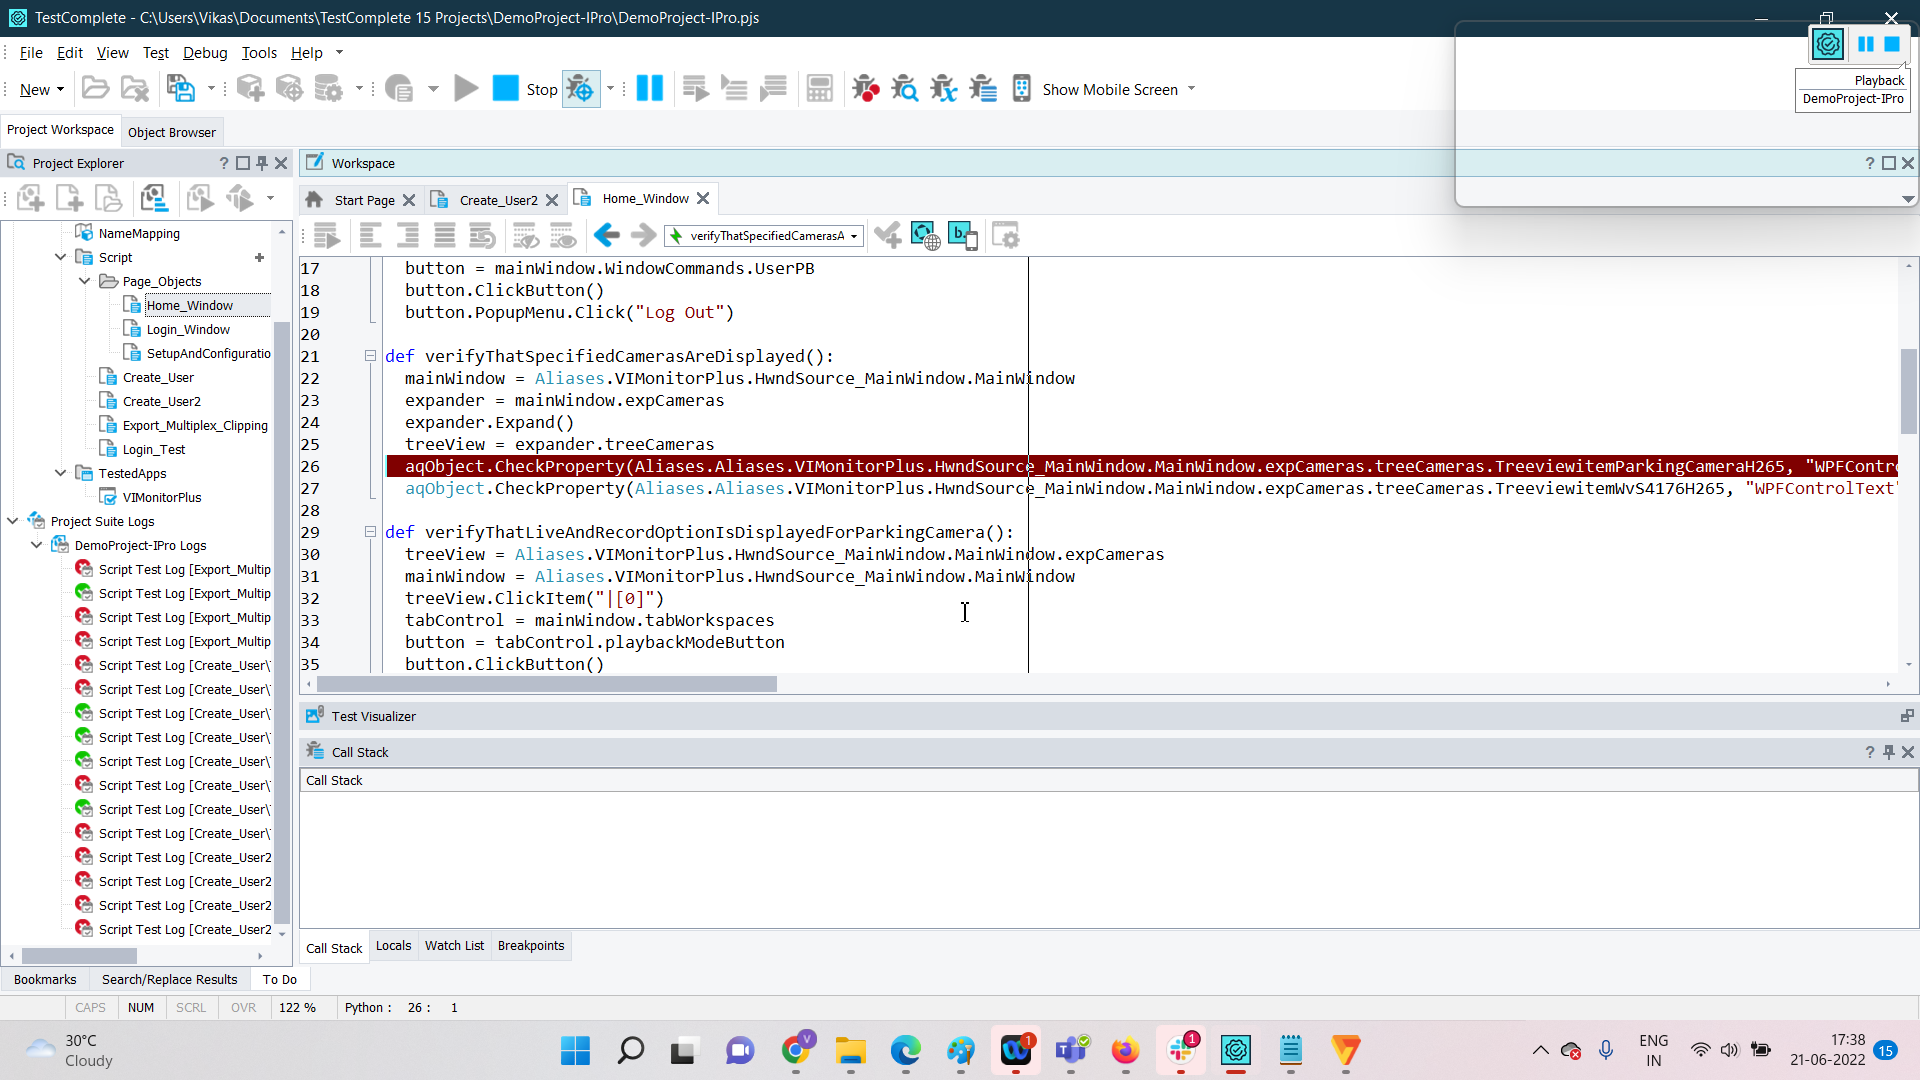 TestComplete - C:\Users\Vikas\Documents\TestComplete 15 Projects\DemoProject-IPro\DemoProject-IPro.pjs
File Edit View Test Debug Tools Help
New Stop Show Mobile Screen
Playback
DemoProject-IPro
Project Workspace Object Browser
Project Explorer
Workspace
Start Page Create_User2 Home_Window
verifyThatSpecifiedCamerasA
NameMapping
Script
Page_Objects
Home_Window
Login_Window
SetupAndConfiguratio
Create_User
Create_User2
Export_Multiplex_Clipping
Login_Test
TestedApps
VIMonitorPlus
Project Suite Logs
DemoProject-IPro Logs
Script Test Log [Export_Multip
Script Test Log [Export_Multip
Script Test Log [Export_Multip
Script Test Log [Export_Multip
Script Test Log [Create_User\
Script Test Log [Create_User\
Script Test Log [Create_User\
Script Test Log [Create_User\
Script Test Log [Create_User\
Script Test Log [Create_User\
Script Test Log [Create_User\
Script Test Log [Create_User\
Script Test Log [Create_User2
Script Test Log [Create_User2
Script Test Log [Create_User2
Script Test Log [Create_User2
17 button = mainWindow.WindowCommands.UserPB
18 button.ClickButton()
19 button.PopupMenu.Click("Log Out")
20
21 def verifyThatSpecifiedCamerasAreDisplayed():
22 mainWindow = Aliases.VIMonitorPlus.HwndSource_MainWindow.MainWindow
23 expander = mainWindow.expCameras
24 expander.Expand()
25 treeView = expander.treeCameras
26 aqObject.CheckProperty(Aliases.Aliases.VIMonitorPlus.HwndSource_MainWindow.MainWindow.expCameras.treeCameras.TreeviewitemParkingCameraH265, "WPFContro
27 aqObject.CheckProperty(Aliases.Aliases.VIMonitorPlus.HwndSource_MainWindow.MainWindow.expCameras.treeCameras.TreeviewitemWvS4176H265, "WPFControlText"
28
29 def verifyThatLiveAndRecordOptionIsDisplayedForParkingCamera():
30 treeView = Aliases.VIMonitorPlus.HwndSource_MainWindow.MainWindow.expCameras
31 mainWindow = Aliases.VIMonitorPlus.HwndSource_MainWindow.MainWindow
32 treeView.ClickItem("|[0]")
33 tabControl = mainWindow.tabWorkspaces
34 button = tabControl.playbackModeButton
35 button.ClickButton()
Test Visualizer
Call Stack
Call Stack
Call Stack Locals Watch List Breakpoints
Bookmarks Search/Replace Results To Do
CAPS NUM SCRL OVR 122 % Python : 26 : 1
30°C
Cloudy
V
1
1
ENG
IN
17:38
21-06-2022
15